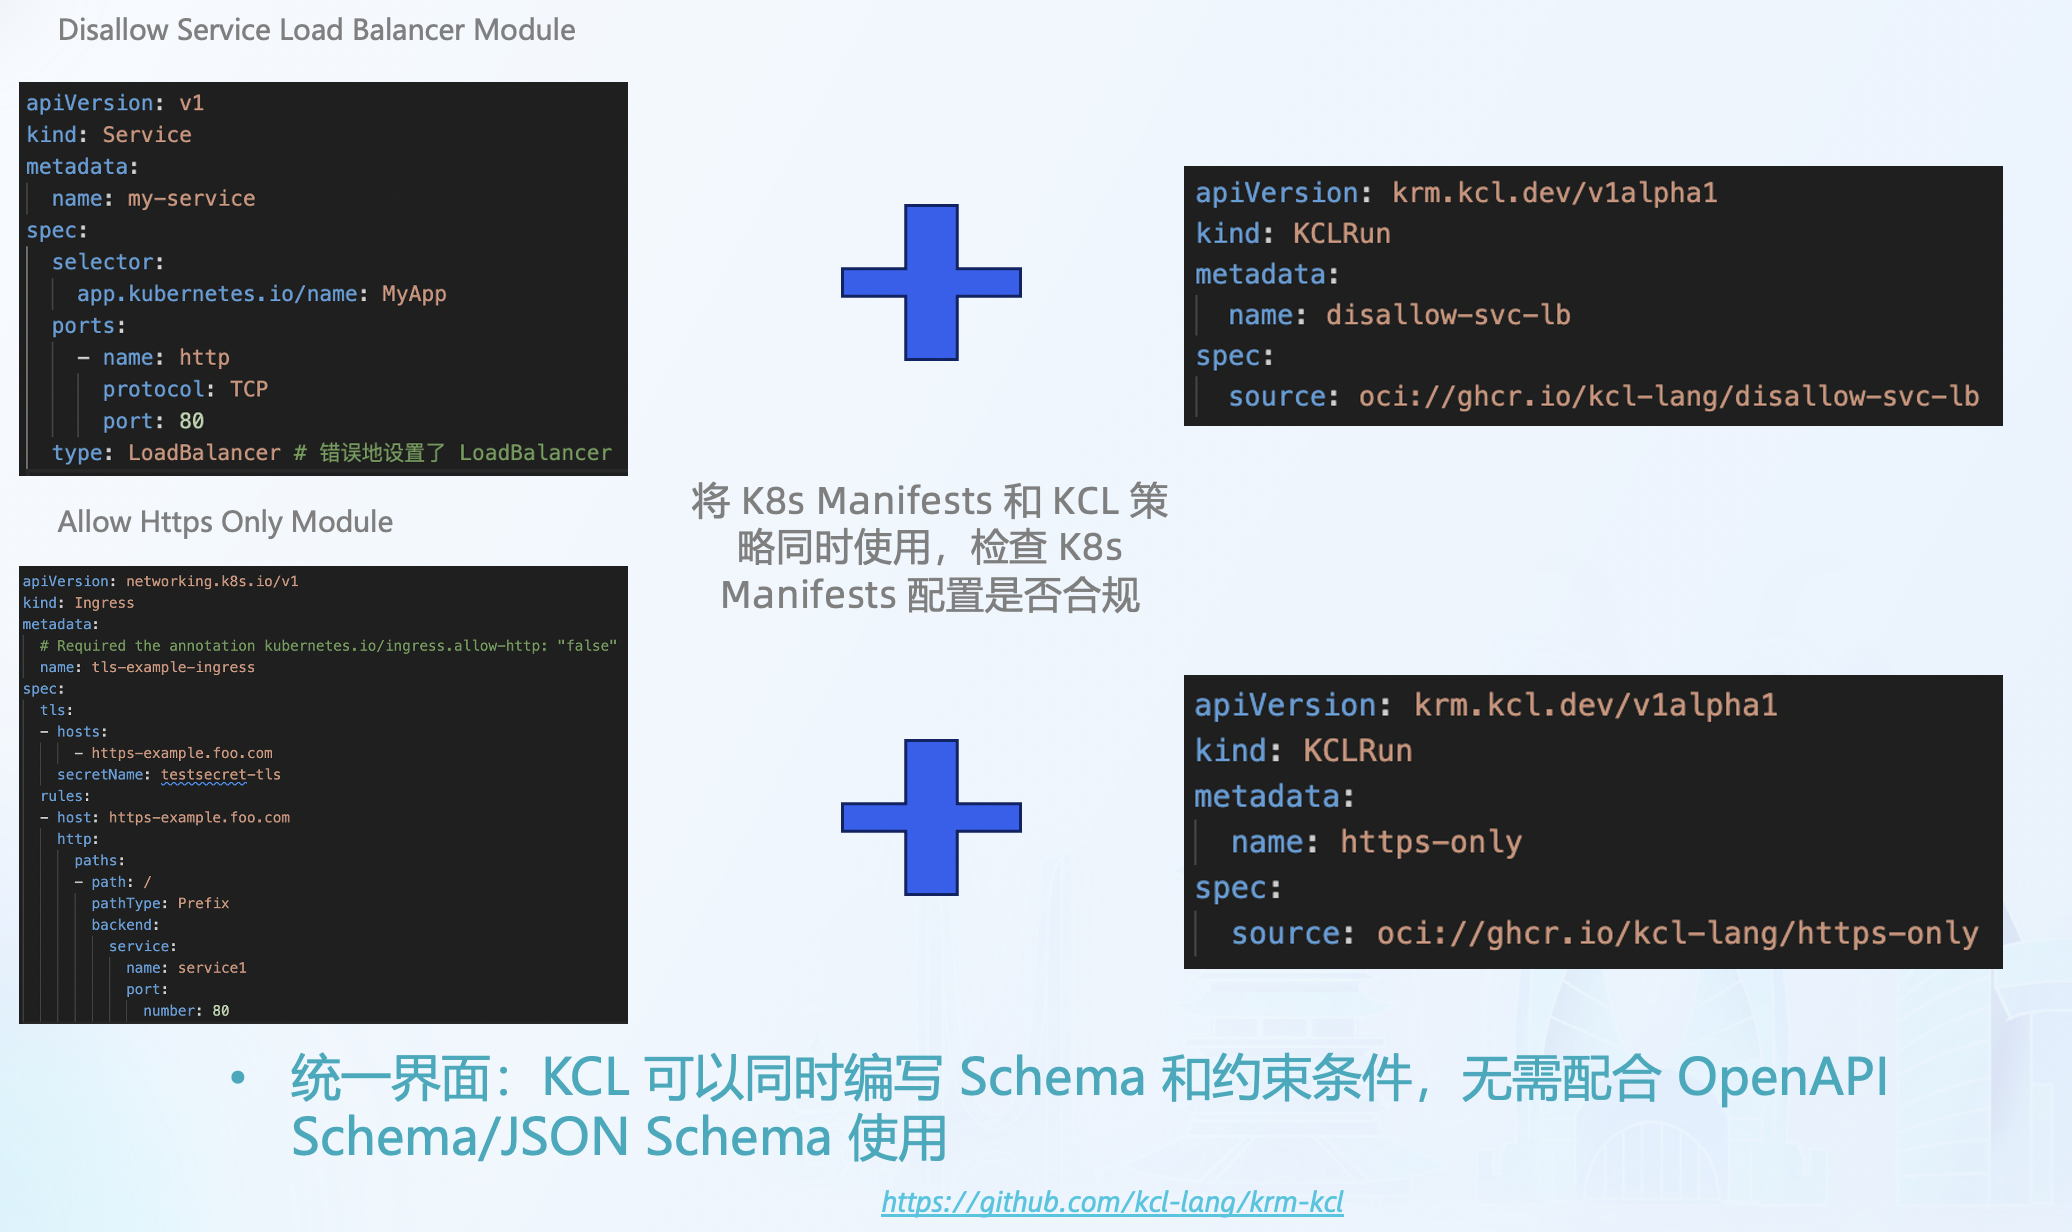 Disallow Service Load Balancer Module
apiVersion: v1
kind: Service
metadata:
  name: my-service
spec:
  selector:
    app.kubernetes.io/name: MyApp
  ports:
    - name: http
      protocol: TCP
      port: 80
  type: LoadBalancer # 错误地设置了 LoadBalancer
apiVersion: krm.kcl.dev/v1alpha1
kind: KCLRun
metadata:
  name: disallow-svc-lb
spec:
  source: oci://ghcr.io/kcl-lang/disallow-svc-lb
将 K8s Manifests 和 KCL 策
略同时使用，检查 K8s
Manifests 配置是否合规
Allow Https Only Module
apiVersion: networking.k8s.io/v1
kind: Ingress
metadata:
  # Required the annotation kubernetes.io/ingress.allow-http: "false"
  name: tls-example-ingress
spec:
  tls:
  - hosts:
      - https-example.foo.com
    secretName: testsecret-tls
  rules:
  - host: https-example.foo.com
    http:
      paths:
      - path: /
        pathType: Prefix
        backend:
          service:
            name: service1
            port:
              number: 80
apiVersion: krm.kcl.dev/v1alpha1
kind: KCLRun
metadata:
  name: https-only
spec:
  source: oci://ghcr.io/kcl-lang/https-only
• 统一界面：KCL 可以同时编写 Schema 和约束条件，无需配合 OpenAPI
Schema/JSON Schema 使用
https://github.com/kcl-lang/krm-kcl